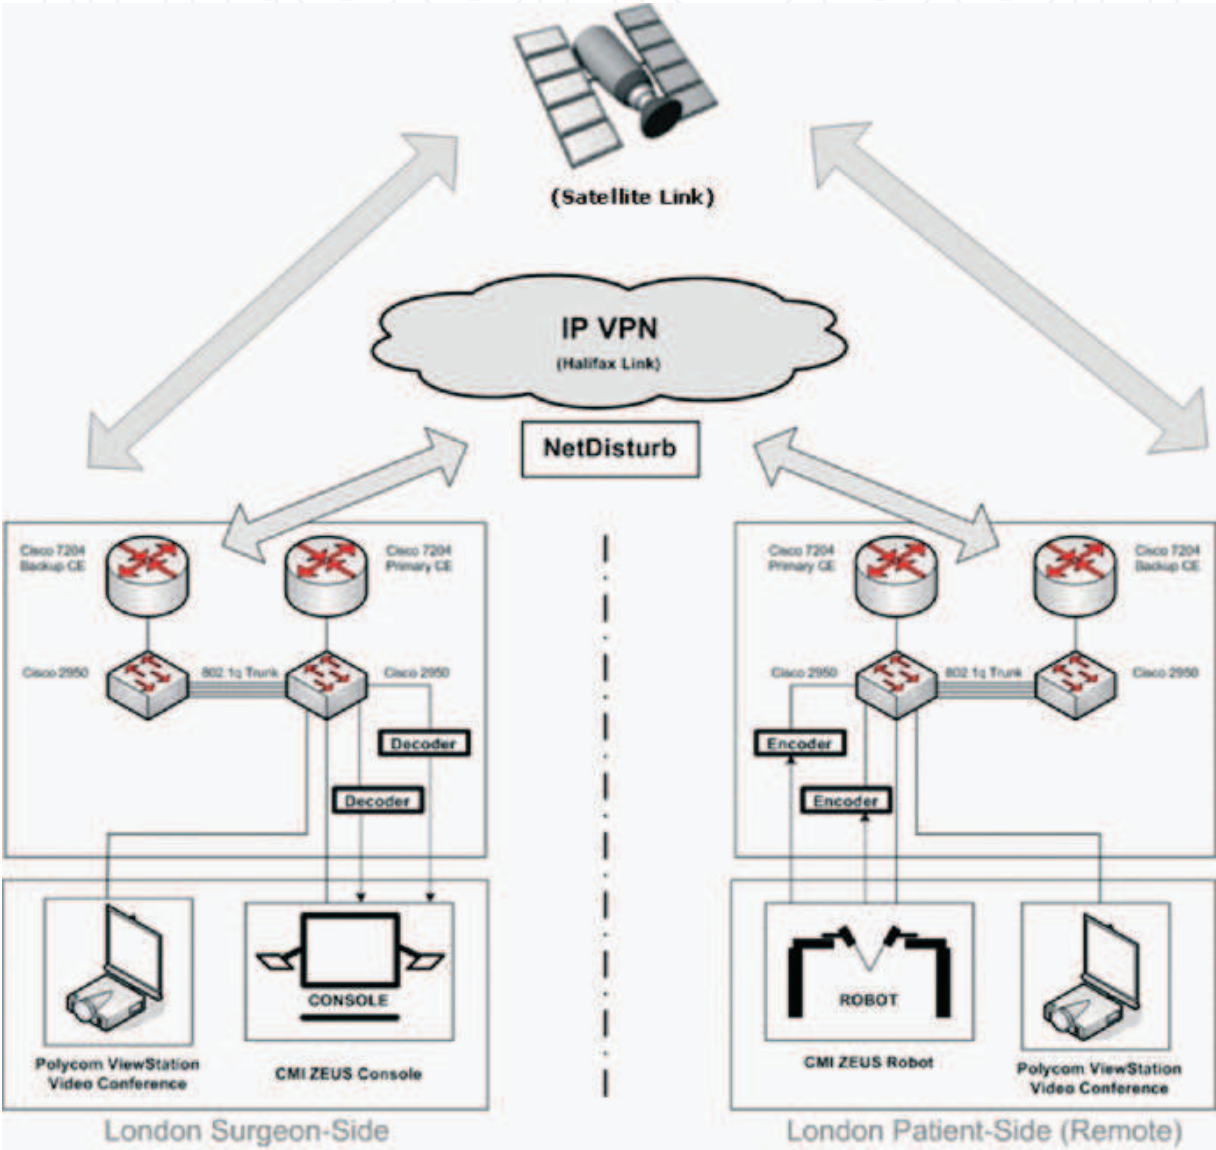 (Satellite Link)
IP VPN
(Halifax Link)
NetDisturb
Cisco 7204
Backup CE
Cisco 7204
Primary CE
Cisco 2950
802.1q Trunk
Cisco 2950
Decoder
Decoder
CONSOLE
Polycom ViewStation
Video Conference
CMI ZEUS Console
London Surgeon-Side
Cisco 7204
Primary CE
Cisco 7204
Backup CE
Cisco 2950
802.1q Trunk
Cisco 2950
Encoder
Encoder
ROBOT
CMI ZEUS Robot
Polycom ViewStation
Video Conference
London Patient-Side (Remote)